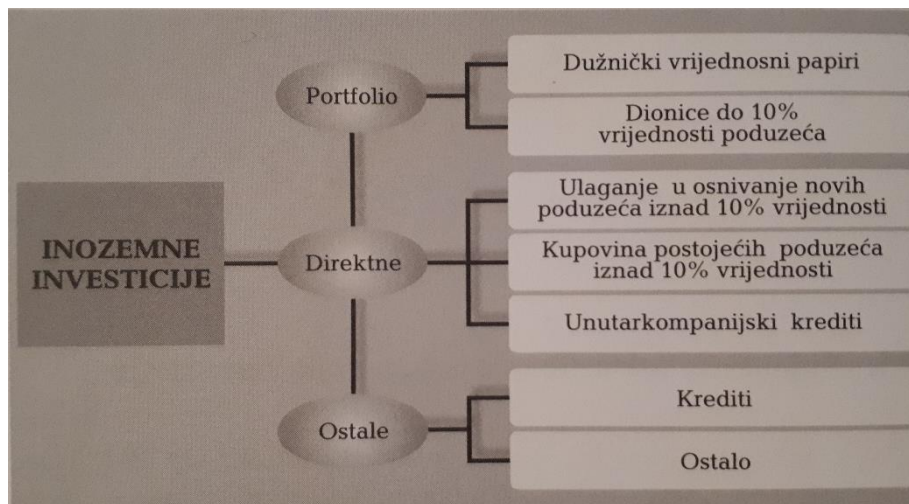 INOZEMNE
INVESTICIJE
Portfolio
Dužnički vrijednosni papiri
Dionice do 10%
vrijednosti poduzeća
Direktne
Ulaganje u osnivanje novih
poduzeća iznad 10% vrijednosti
Kupovina postojećih poduzeća
iznad 10% vrijednosti
Unutarkompanijski krediti
Ostale
Krediti
Ostalo